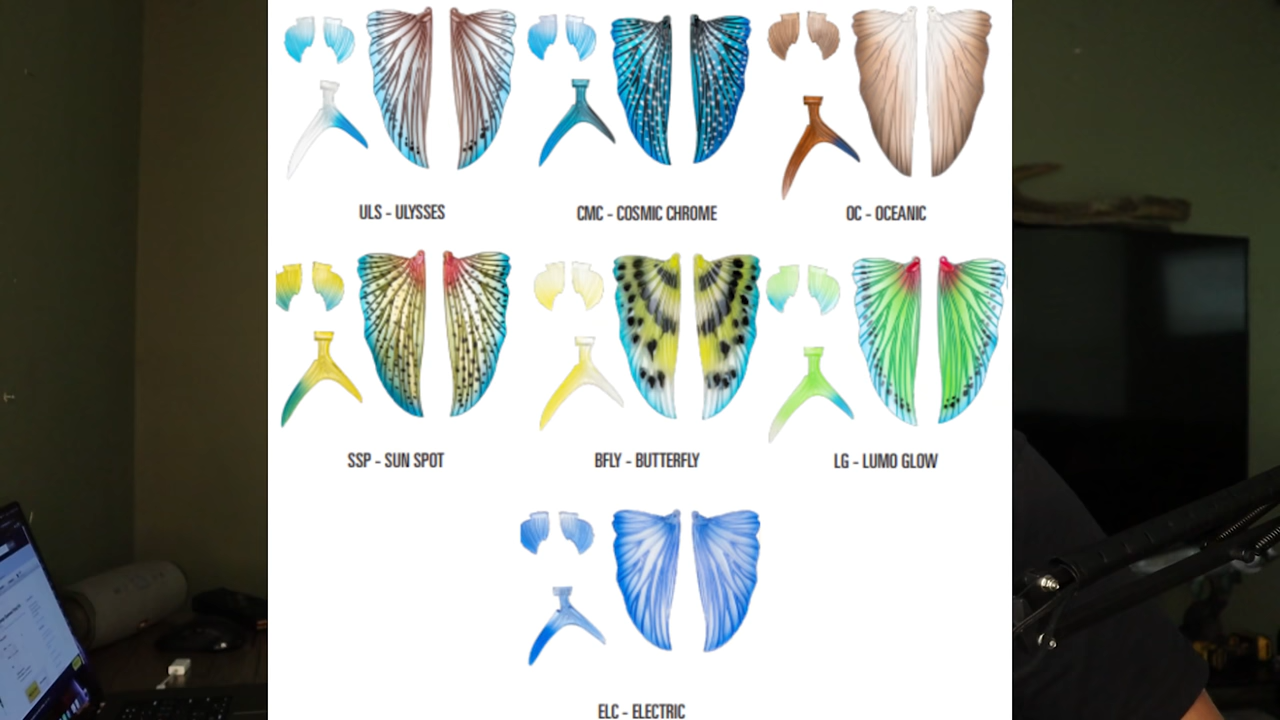 ULS - ULYSSES
CMC - COSMIC CHROME
OC - OCEANIC
SSP - SUN SPOT
BFLY - BUTTERFLY
LG - LUMO GLOW
ELC - ELECTRIC